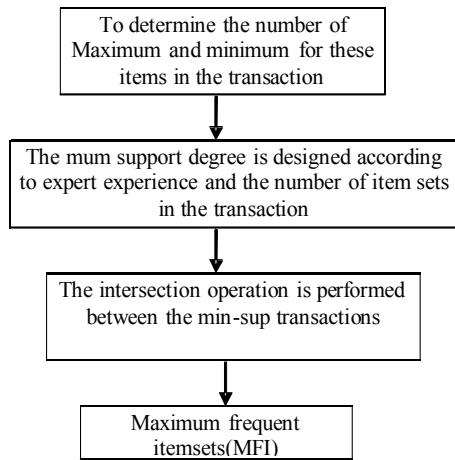 To determine the number of
Maximum and minimum for these
items in the transaction
The mum support degree is designed according
to expert experience and the number of item sets
in the transaction
The intersection operation is performed
between the min-sup transactions
Maximum frequent
itemsets(MFI)